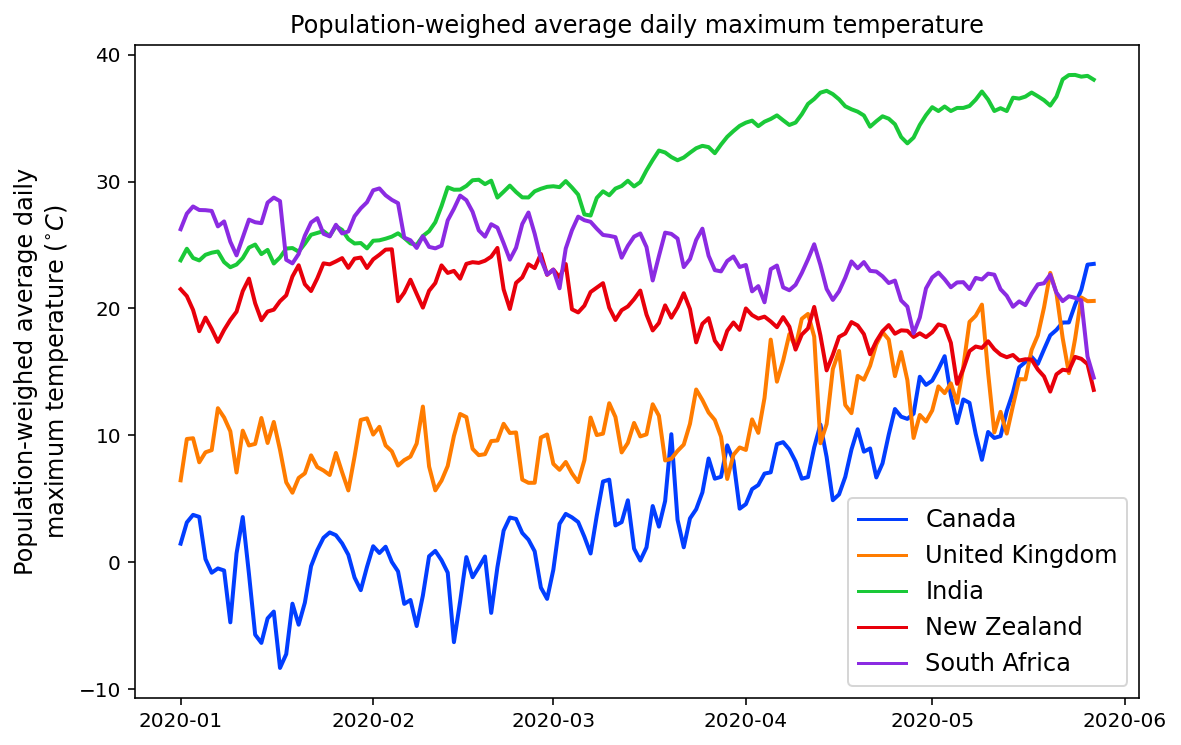 Population-weighed average daily maximum temperature
Population-weighed average daily
maximum temperature (°C)
40
30
20
10
0
−10
2020-01
2020-02
2020-03
2020-04
2020-05
2020-06
Canada
United Kingdom
India
New Zealand
South Africa